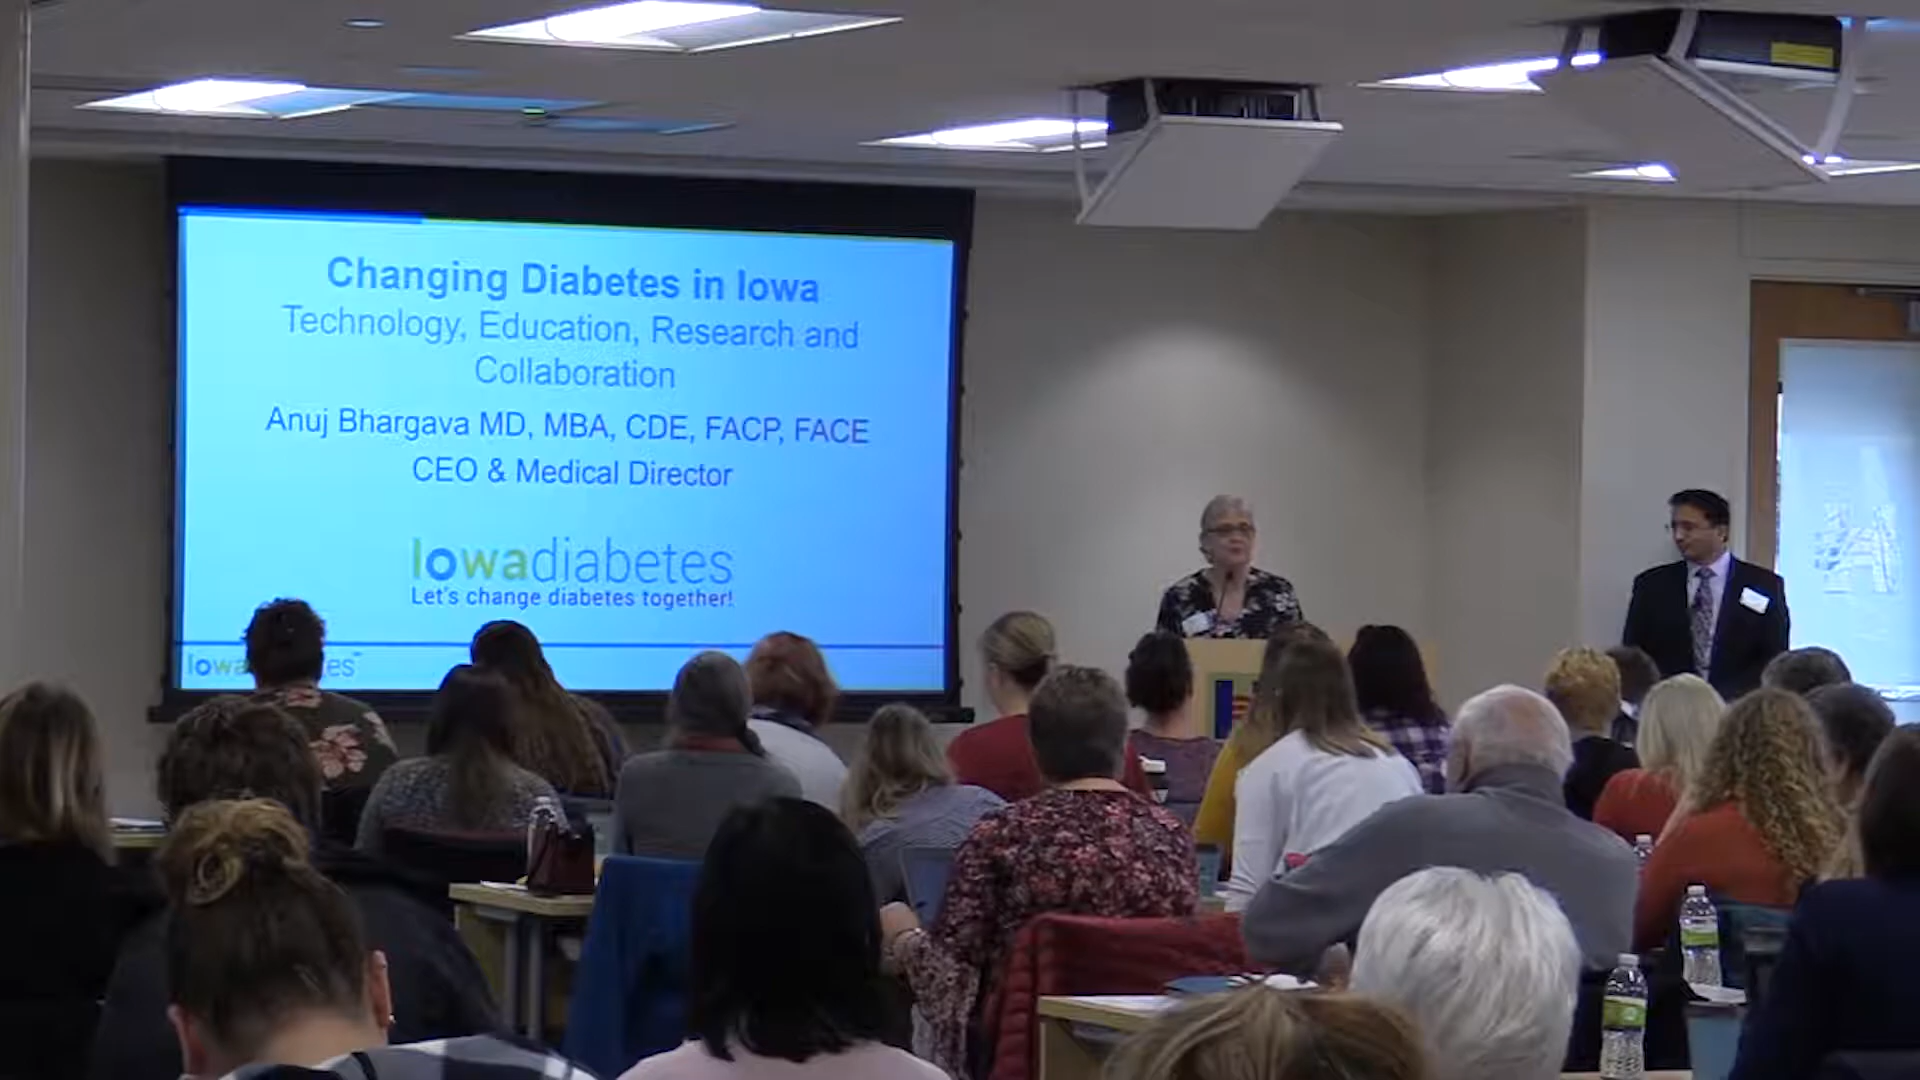 Changing Diabetes in Iowa
Technology, Education, Research and
Collaboration
Anuj Bhargava MD, MBA, CDE, FACP, FACE
CEO & Medical Director
Iowadiabetes
Let's change diabetes together!